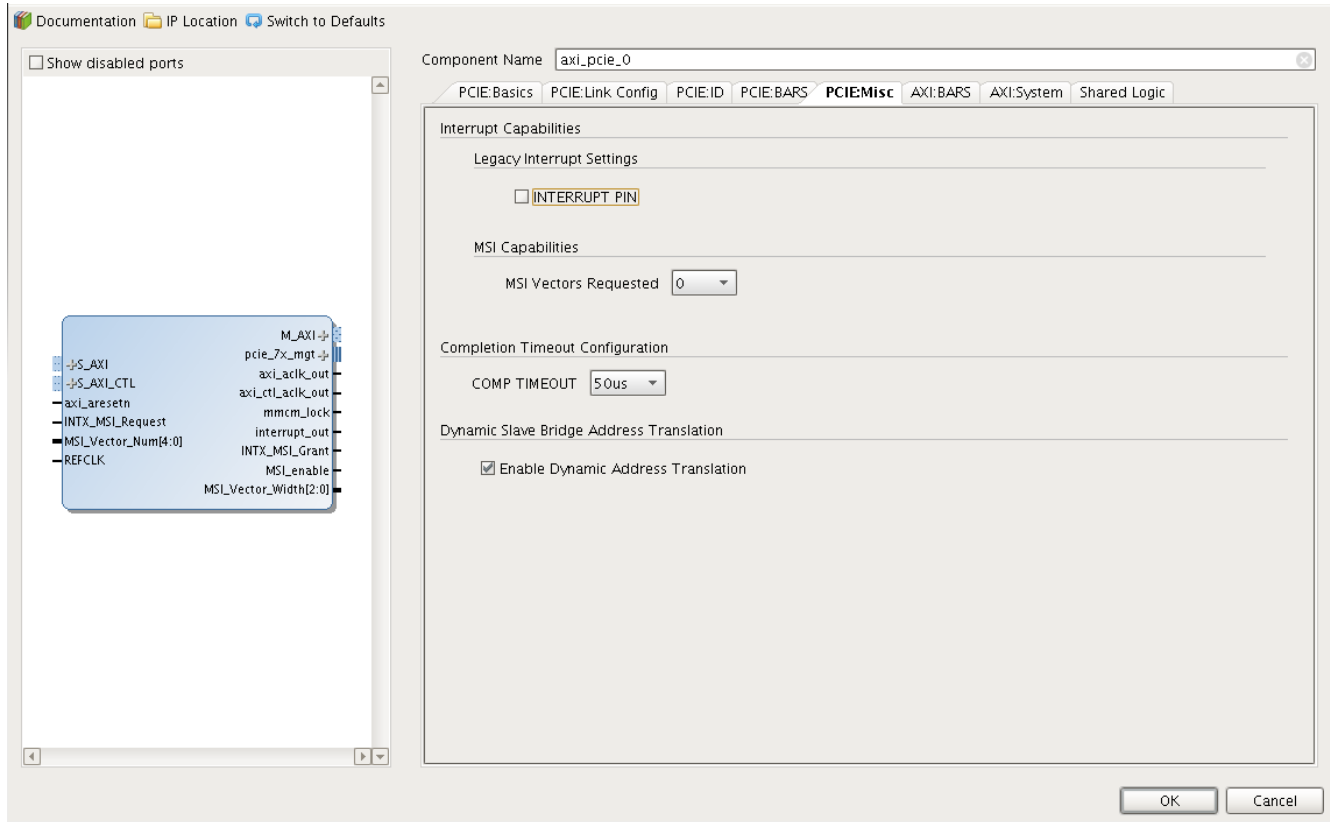 Documentation IP Location Switch to Defaults
Show disabled ports
Component Name axi_pcie_0
PCIE:Basics PCIE:Link Config PCIE:ID PCIE:BARS PCIE:Misc AXI:BARS AXI:System Shared Logic
Interrupt Capabilities
Legacy Interrupt Settings
INTERRUPT PIN
MSI Capabilities
MSI Vectors Requested 0
Completion Timeout Configuration
COMP TIMEOUT 50us
Dynamic Slave Bridge Address Translation
Enable Dynamic Address Translation
S_AXI
S_AXI_CTL
axi_aresetn
INTX_MSI_Request
MSI_Vector_Num[4:0]
REFCLK
M_AXI
pcie_7x_mgt
axi_aclk_out
axi_ctl_aclk_out
mmcm_lock
interrupt_out
INTX_MSI_Grant
MSI_enable
MSI_Vector_Width[2:0]
OK Cancel